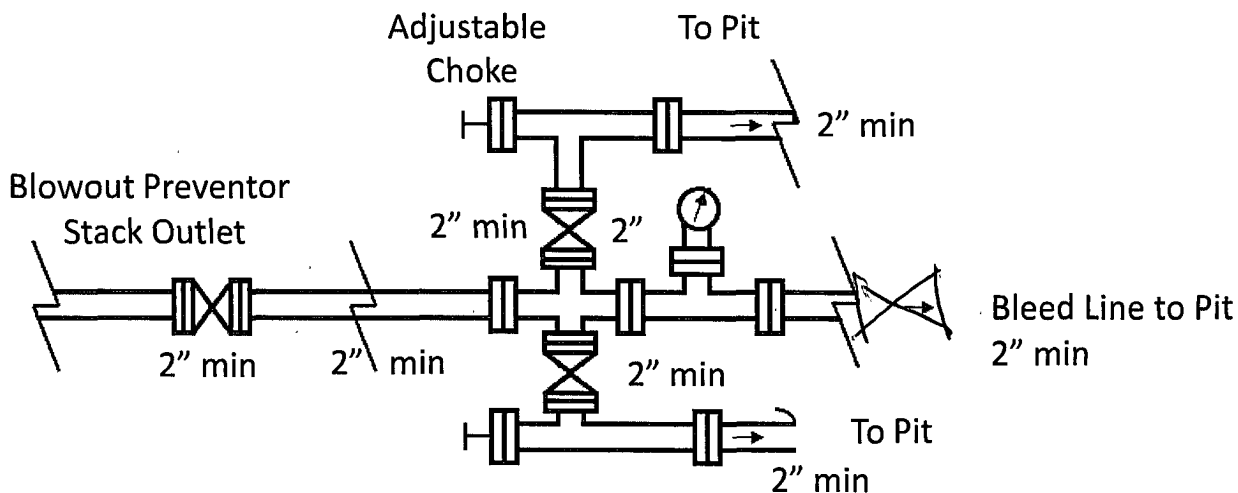 Adjustable
Choke
To Pit
2” min
Blowout Preventor
Stack Outlet
2” min
2”
2” min
2” min
2” min
Bleed Line to Pit
2” min
To Pit
2” min